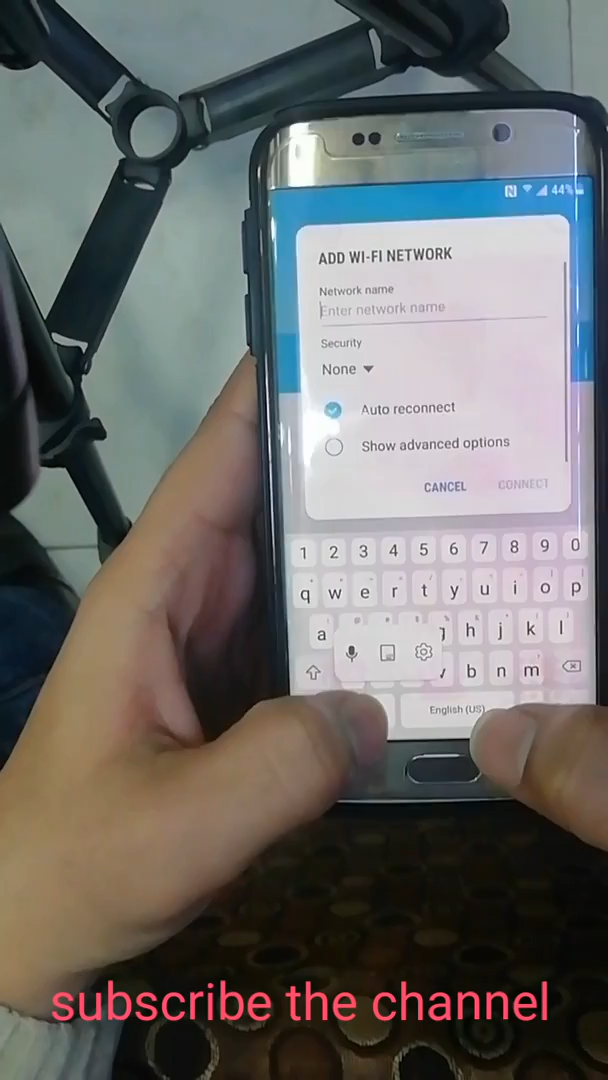 44%
ADD WI-FI NETWORK
Network name
Enter network name
Security
None
Auto reconnect
Show advanced options
CANCEL CONNECT
1 2 3 4 5 6 7 8 9 0
q w e r t y u i o p
a h j k l
b n m
English (US)
subscribe the channel